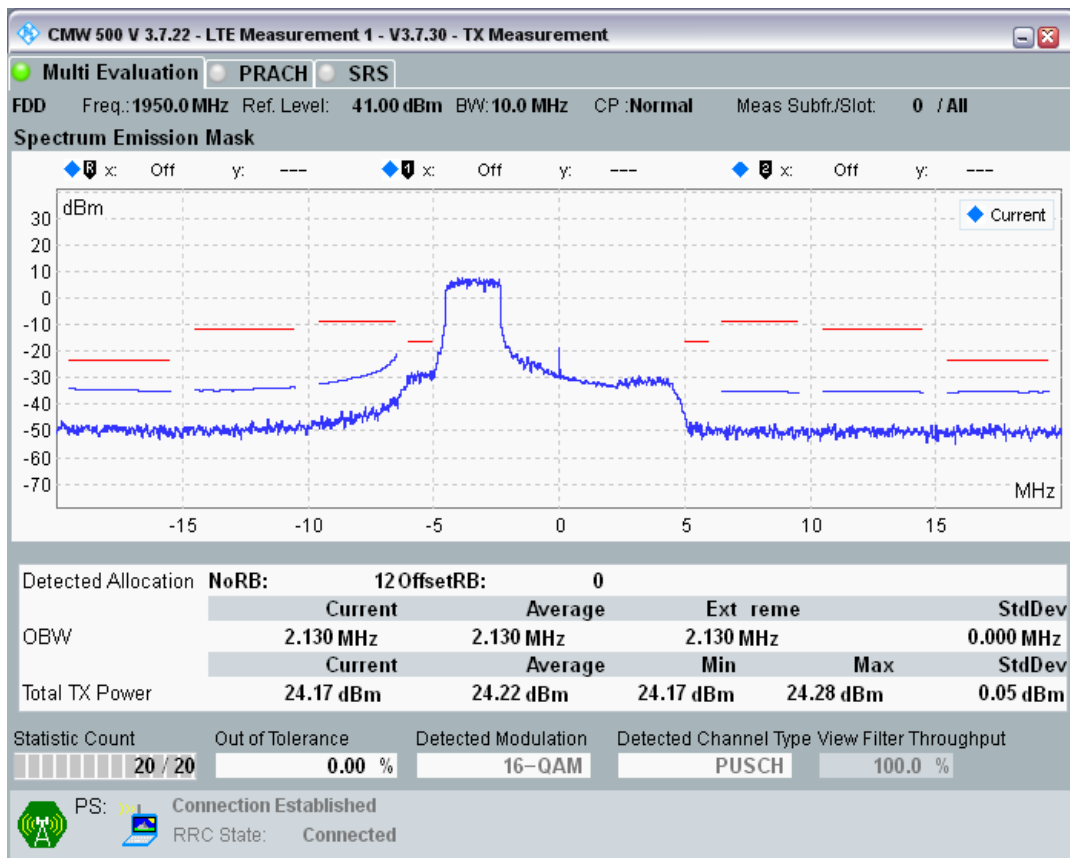 CMW 500 V 3.7.22 - LTE Measurement 1 - V3.7.30 - TX Measurement
Multi Evaluation PRACH SRS
FDD Freq.: 1950.0 MHz Ref. Level: 41.00 dBm BW: 10.0 MHz CP :Normal Meas Subfr./Slot: 0 / All
Spectrum Emission Mask
R x: Off y: --- 1 x: Off y: --- 2 x: Off y: ---
dBm
Current
30
20
10
0
-10
-20
-30
-40
-50
-60
-70
MHz
-15 -10 -5 0 5 10 15
Detected Allocation NoRB: 12 OffsetRB: 0
Current Average Ext reme StdDev
OBW 2.130 MHz 2.130 MHz 2.130 MHz 0.000 MHz
Current Average Min Max StdDev
Total TX Power 24.17 dBm 24.22 dBm 24.17 dBm 24.28 dBm 0.05 dBm
Statistic Count Out of Tolerance Detected Modulation Detected Channel Type View Filter Throughput
20 / 20 0.00 % 16-QAM PUSCH 100.0 %
PS: Connection Established
RRC State: Connected